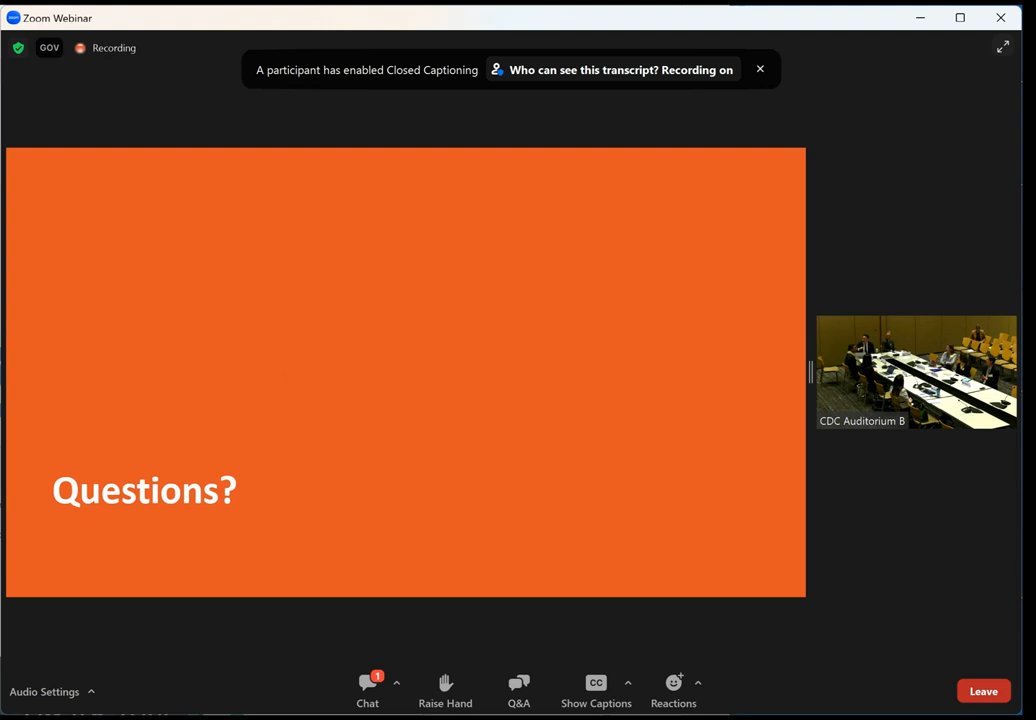 Zoom Webinar
GOV
Recording
A participant has enabled Closed Captioning
Who can see this transcript? Recording on
Questions?
CDC Auditorium B
Audio Settings
1
Chat
Raise Hand
Q&A
CC
Show Captions
Reactions
Leave